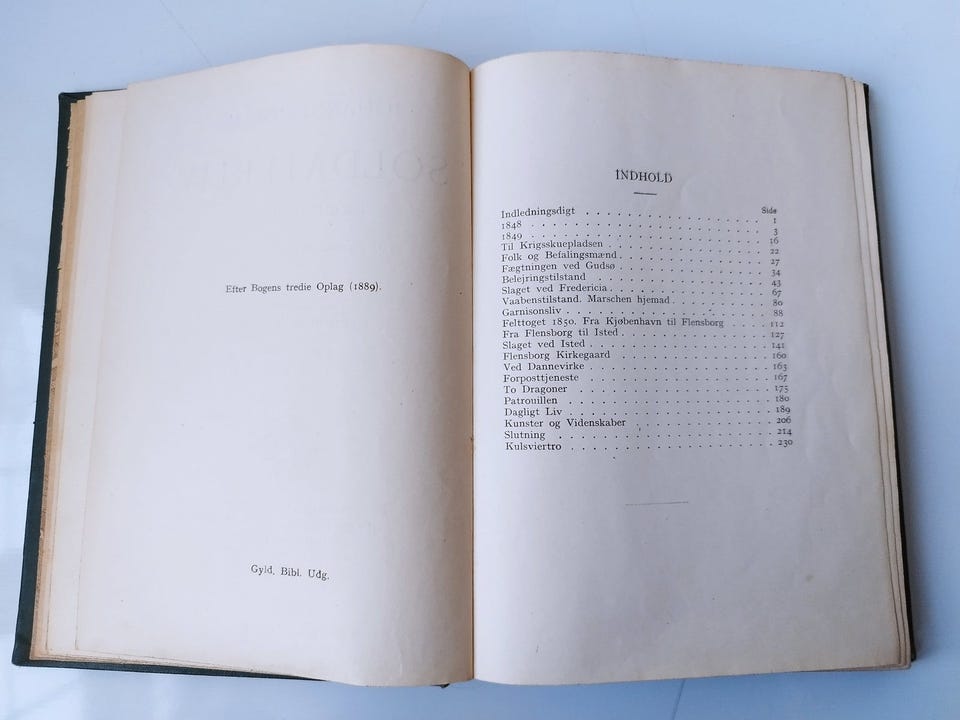 Efter Bogens tredie Oplag (1889).
Gyld. Bibl. Udg.
INDHOLD
Side
Indledningsdigt . . . . . . . . . . . . . . 1
1848 . . . . . . . . . . . . . . . . . . 3
1849 . . . . . . . . . . . . . . . . . . 16
Til Krigsskuepladsen . . . . . . . . . . . . 22
Folk og Befalingsmænd . . . . . . . . . . . 27
Fægtningen ved Gudsø . . . . . . . . . . . 34
Belejringstilstand . . . . . . . . . . . . . 43
Slaget ved Fredericia . . . . . . . . . . . . 67
Vaabenstilstand. Marschen hjemad . . . . . . . 80
Garnisonsliv . . . . . . . . . . . . . . . 88
Felttoget 1850. Fra Kjøbenhavn til Flensborg . . . 112
Fra Flensborg til Isted . . . . . . . . . . . 127
Slaget ved Isted . . . . . . . . . . . . . 141
Flensborg Kirkegaard . . . . . . . . . . . . 160
Ved Dannevirke . . . . . . . . . . . . . . 163
Forposttjeneste . . . . . . . . . . . . . . 167
To Dragoner . . . . . . . . . . . . . . . 175
Patrouillen . . . . . . . . . . . . . . . 180
Dagligt Liv . . . . . . . . . . . . . . . 189
Kunster og Videnskaber . . . . . . . . . . . 206
Slutning . . . . . . . . . . . . . . . . 214
Kulsviertro . . . . . . . . . . . . . . . 230